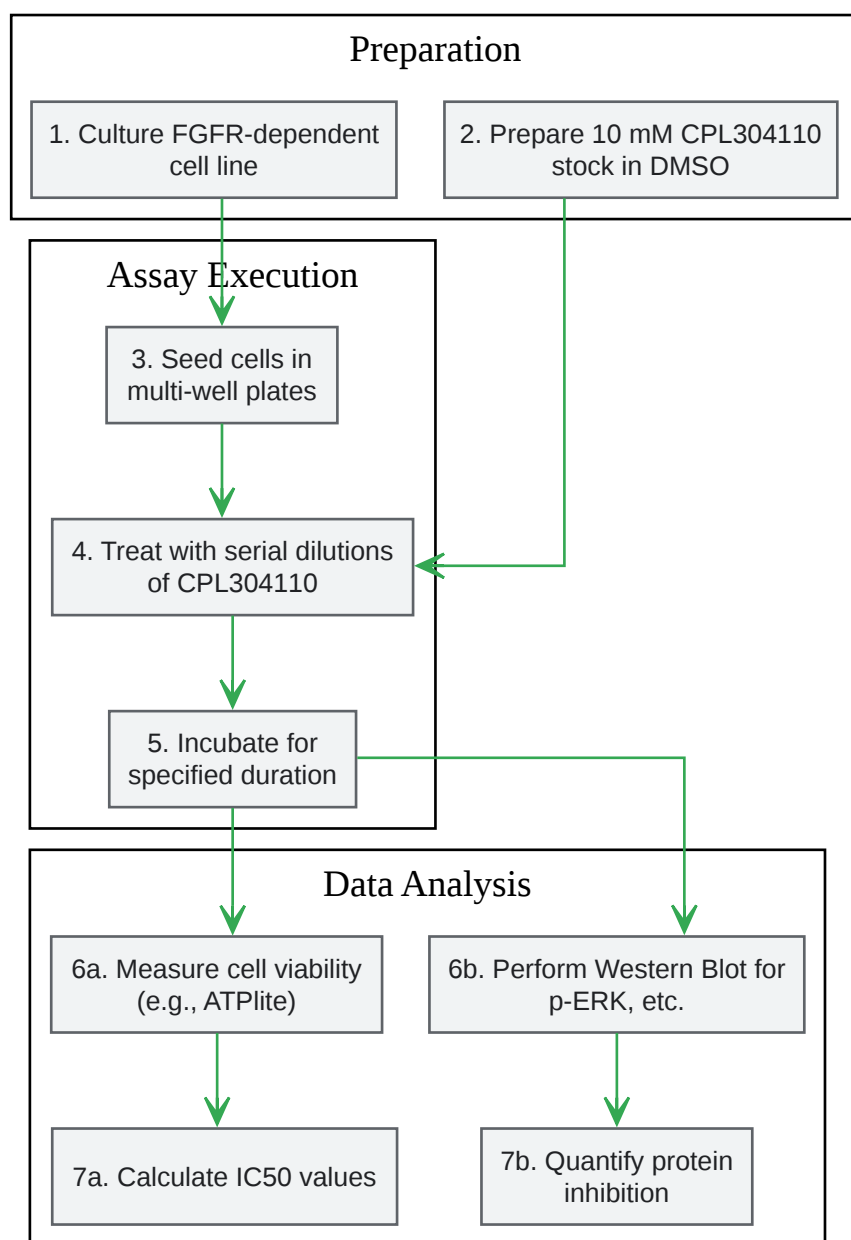 Preparation
1. Culture FGFR-dependent
cell line
2. Prepare 10 mM CPL304110
stock in DMSO
Assay Execution
3. Seed cells in
multi-well plates
4. Treat with serial dilutions
of CPL304110
5. Incubate for
specified duration
Data Analysis
6a. Measure cell viability
(e.g., ATPlite)
6b. Perform Western Blot for
p-ERK, etc.
7a. Calculate IC50 values
7b. Quantify protein
inhibition